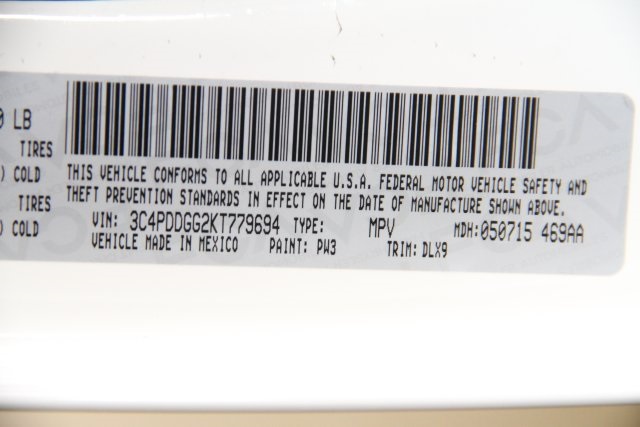 0 LB
TIRES
) COLD
TIRES
) COLD
THIS VEHICLE CONFORMS TO ALL APPLICABLE U.S.A. FEDERAL MOTOR VEHICLE SAFETY AND
THEFT PREVENTION STANDARDS IN EFFECT ON THE DATE OF MANUFACTURE SHOWN ABOVE.
VIN: 3C4PDDGG2KT779694 TYPE: MPV MDH:050715 469AA
VEHICLE MADE IN MEXICO PAINT: PW3 TRIM: DLX9